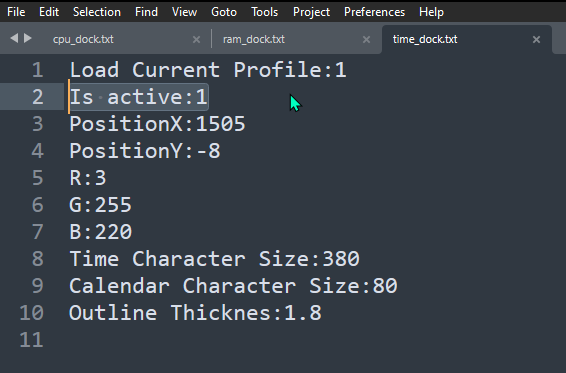 File Edit Selection Find View Goto Tools Project Preferences Help
cpu_dock.txt ram_dock.txt time_dock.txt
1 Load Current Profile:1
2 Is active:1
3 PositionX:1505
4 PositionY:-8
5 R:3
6 G:255
7 B:220
8 Time Character Size:380
9 Calendar Character Size:80
10 Outline Thicknes:1.8
11